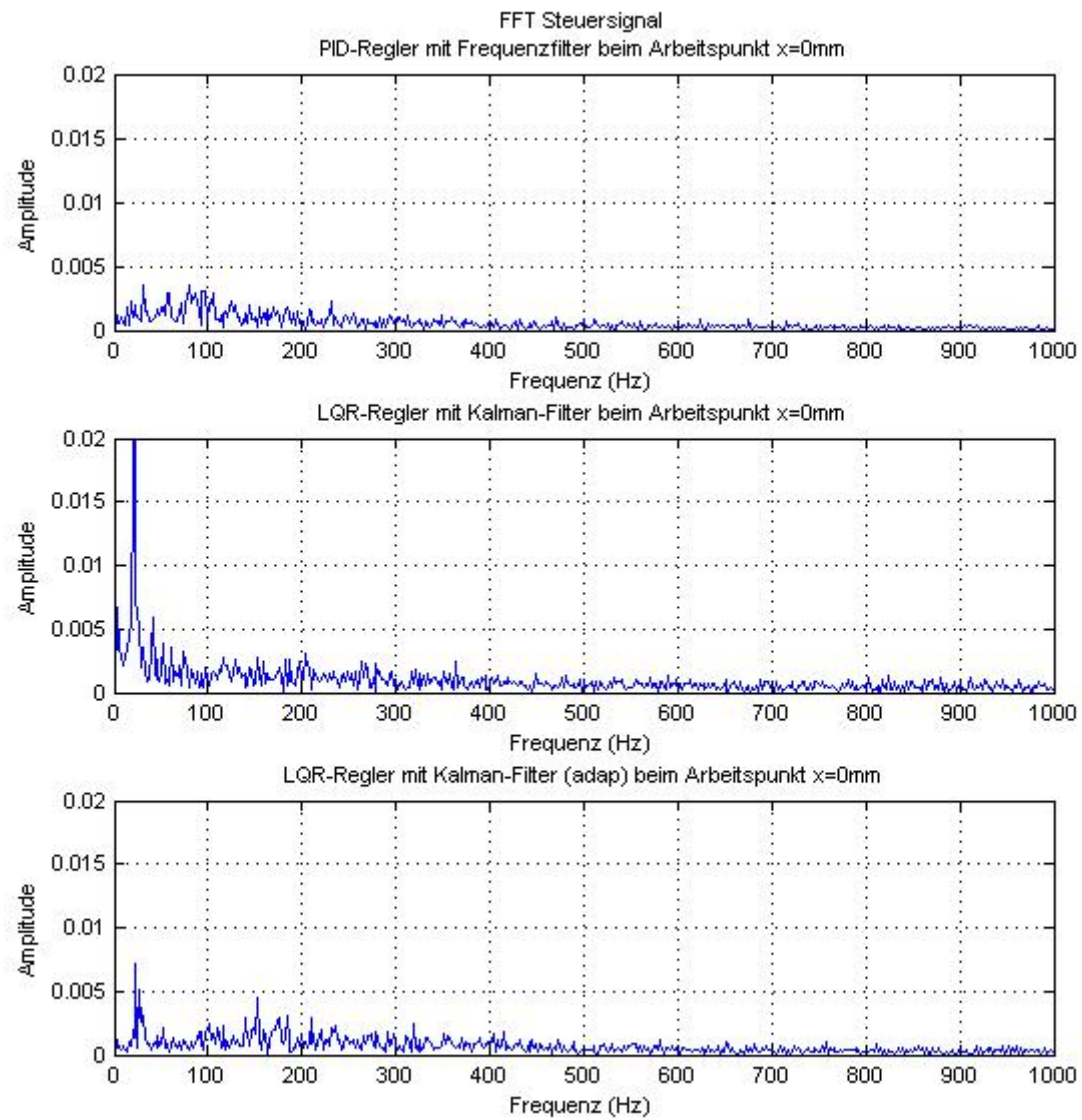 FFT Steuersignal
PID-Regler mit Frequenzfilter beim Arbeitspunkt x=0mm
0.02
0.015
0.01
0.005
0
Amplitude
0 100 200 300 400 500 600 700 800 900 1000
Frequenz (Hz)
LQR-Regler mit Kalman-Filter beim Arbeitspunkt x=0mm
0.02
0.015
0.01
0.005
0
Amplitude
0 100 200 300 400 500 600 700 800 900 1000
Frequenz (Hz)
LQR-Regler mit Kalman-Filter (adap) beim Arbeitspunkt x=0mm
0.02
0.015
0.01
0.005
0
Amplitude
0 100 200 300 400 500 600 700 800 900 1000
Frequenz (Hz)